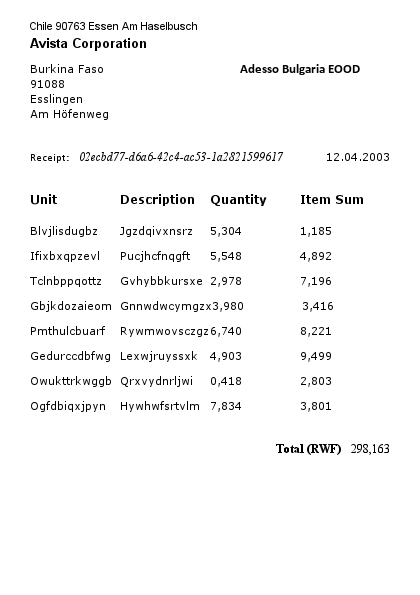 Chile 90763 Essen Am Haselbusch
Avista Corporation
Burkina Faso
Adesso Bulgaria EOOD
91088
Esslingen
Am Höfenweg
Receipt: 02ecbd77-d6a6-42c4-ac53-1a2821599617 12.04.2003
Unit Description Quantity Item Sum
Blvjlisdugbz Jgzdqivxnsrz 5,304 1,185
Ifixbxqpzevl Pucjhcfnqgft 5,548 4,892
Tclnbppqottz Gvhybbkursxe 2,978 7,196
Gbjkdozaieom Gnnwdwcymgzx 3,980 3,416
Pmthulcbuarf Rywmwovsczgz 6,740 8,221
Gedurccdbfwg Lexwjruyssxk 4,903 9,499
Owukttrkwggb Qrxvydnrljwi 0,418 2,803
Ogfdbiqxjpyn Hywhwfsrtvlm 7,834 3,801
Total (RWF) 298,163